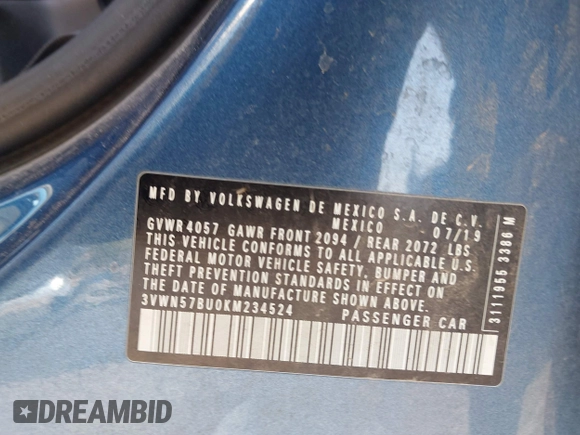 MFD BY VOLKSWAGEN DE MEXICO S.A. DE C.V.
MEXICO 07/19
GVWR 4057 GAWR FRONT 2094 / REAR 2072 LBS
THIS VEHICLE CONFORMS TO ALL APPLICABLE U.S.
FEDERAL MOTOR VEHICLE SAFETY, BUMPER AND
THEFT PREVENTION STANDARDS IN EFFECT ON
THE DATE OF MANUFACTURE SHOWN ABOVE.
3VWN57BU0KM234524 PASSENGER CAR
3111955 3386 M
DREAMBID